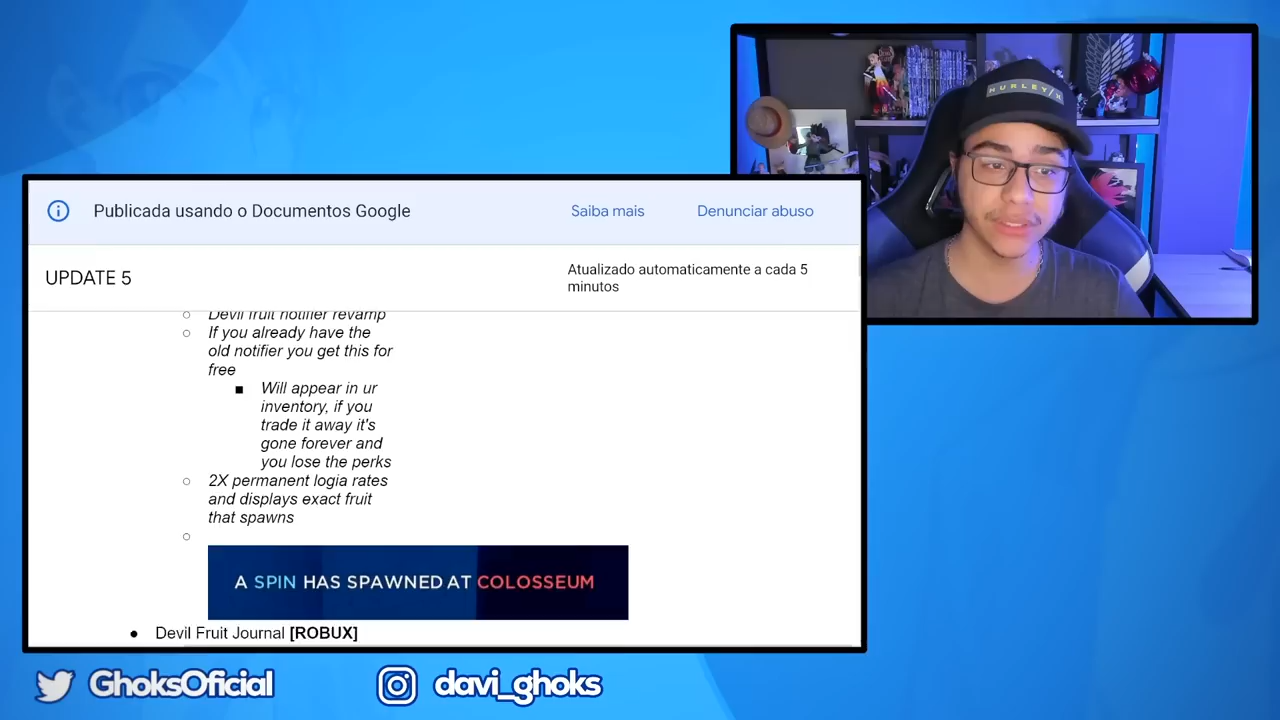 HURLEY/H
Publicada usando o Documentos Google
Saiba mais
Denunciar abuso
UPDATE 5
Atualizado automaticamente a cada 5
minutos
○ Devil fruit notifier revamp
○ If you already have the
old notifier you get this for
free
■ Will appear in ur
inventory, if you
trade it away it's
gone forever and
you lose the perks
○ 2X permanent logia rates
and displays exact fruit
that spawns
○
A SPIN HAS SPAWNED AT COLOSSEUM
● Devil Fruit Journal [ROBUX]
GhoksOficial
davi_ghoks